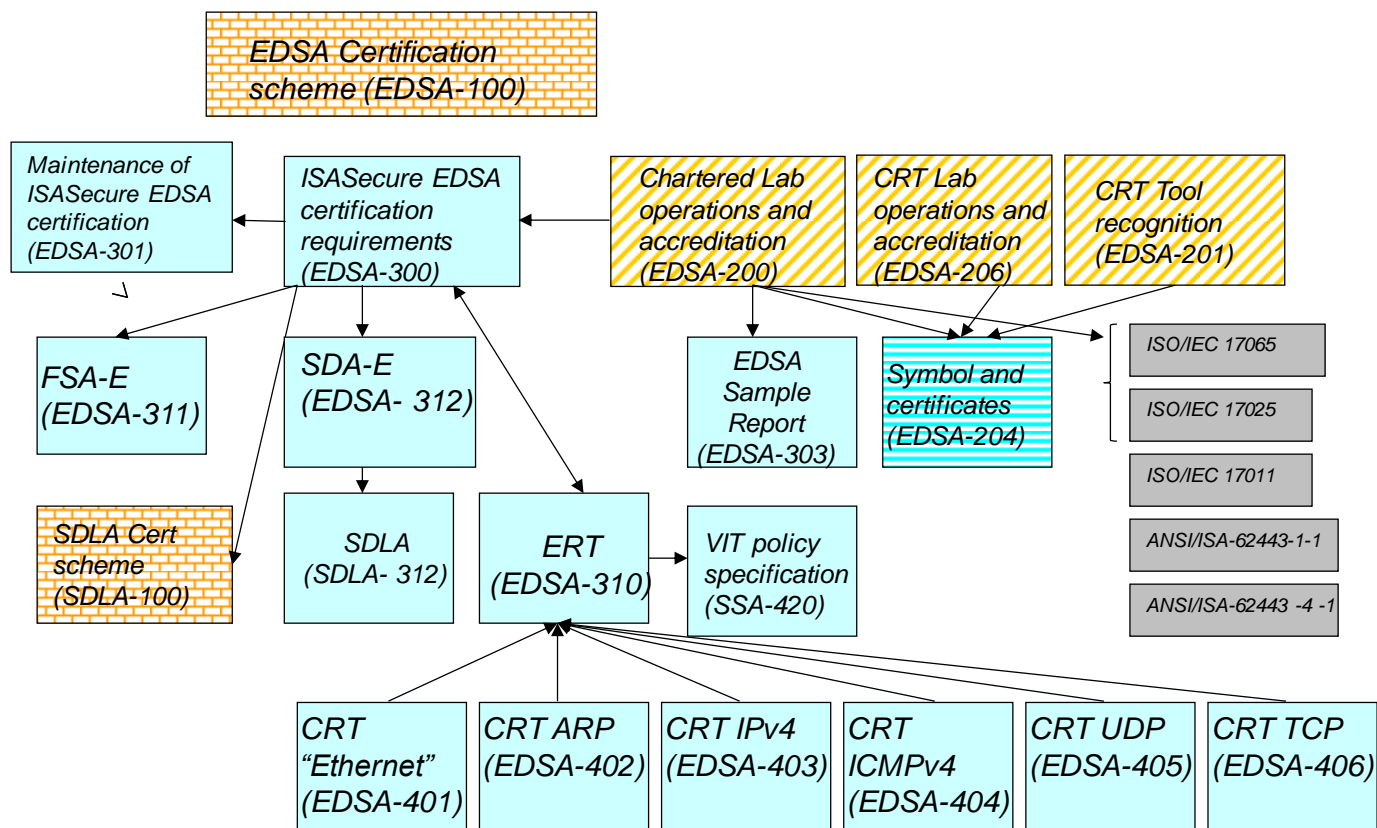 EDSA Certification
scheme (EDSA-100)
Maintenance of
ISASecure EDSA
certification
(EDSA-301)
ISASecure EDSA
certification
requirements
(EDSA-300)
Chartered Lab
operations and
accreditation
(EDSA-200)
CRT Lab
operations and
accreditation
(EDSA-206)
CRT Tool
recognition
(EDSA-201)
FSA-E
(EDSA-311)
SDA-E
(EDSA- 312)
EDSA
Sample
Report
(EDSA-303)
Symbol and
certificates
(EDSA-204)
ISO/IEC 17065
ISO/IEC 17025
ISO/IEC 17011
ANSI/ISA-62443-1-1
ANSI/ISA-62443 -4 -1
SDLA Cert
scheme
(SDLA-100)
SDLA
(SDLA- 312)
ERT
(EDSA-310)
VIT policy
specification
(SSA-420)
CRT
“Ethernet”
(EDSA-401)
CRT ARP
(EDSA-402)
CRT IPv4
(EDSA-403)
CRT
ICMPv4
(EDSA-404)
CRT UDP
(EDSA-405)
CRT TCP
(EDSA-406)